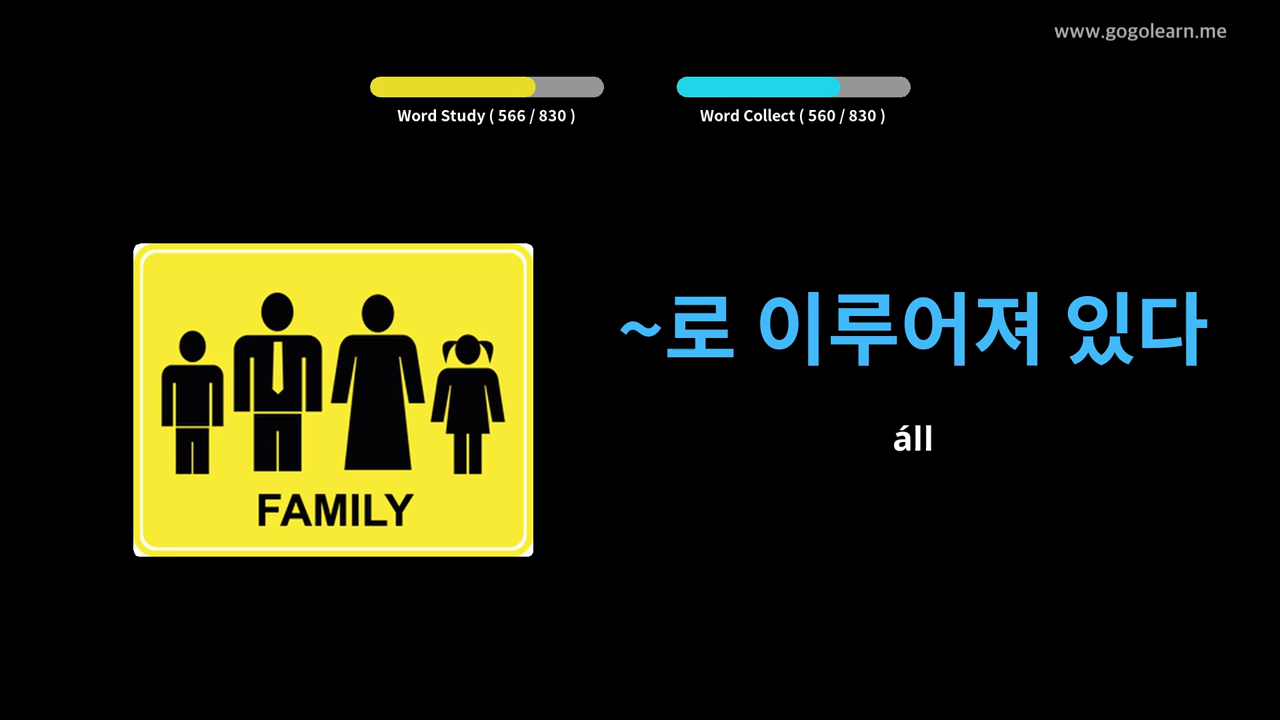 www.gogolearn.me
Word Study ( 566 / 830 )
Word Collect ( 560 / 830 )
~로 이루어져 있다
áll
FAMILY